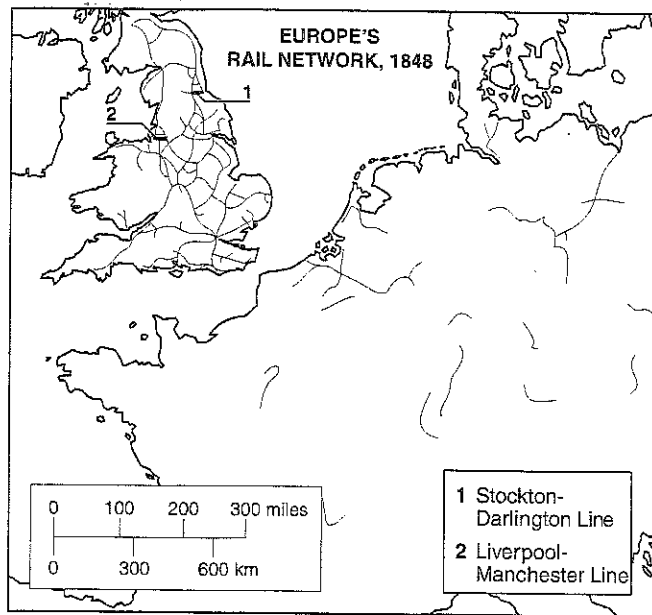 EUROPE'S
RAIL NETWORK, 1848
1
2
0 100 200 300 miles
0 300 600 km
1 Stockton-
Darlington Line
2 Liverpool-
Manchester Line